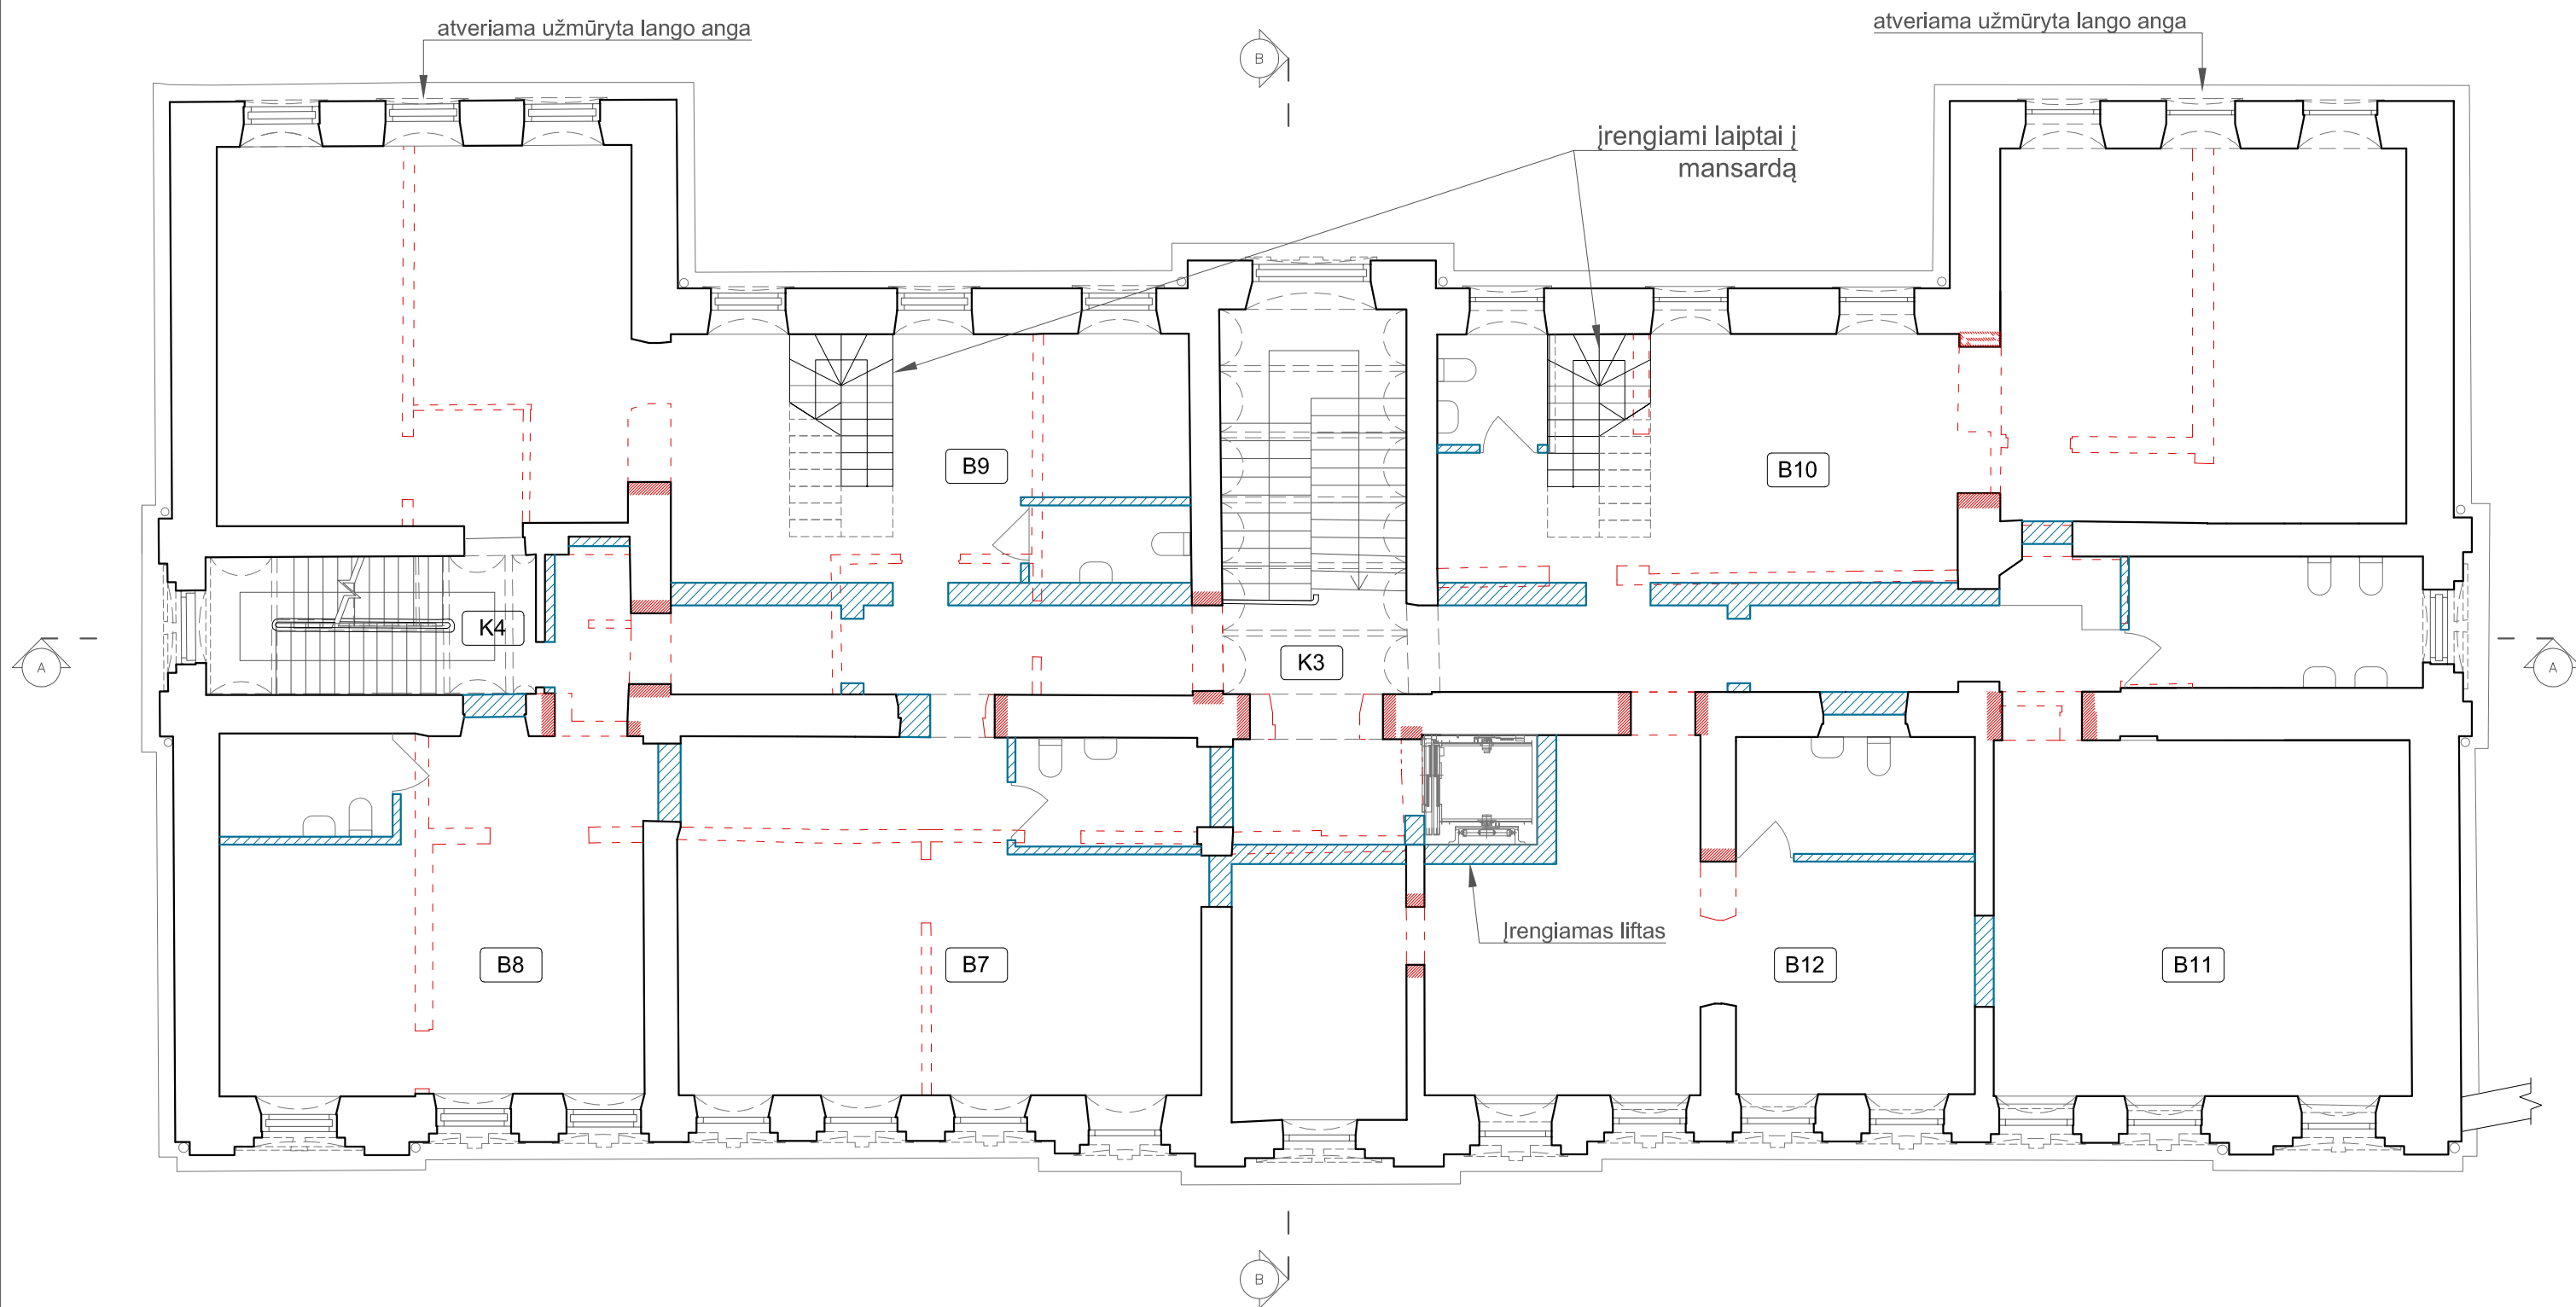 atveriama užmūryta lango anga
atveriama užmūryta lango anga
B
įrengiami laiptai į
mansardą
B9
B10
K4
K3
A
A
Įrengiamas liftas
B8
B7
B12
B11
B